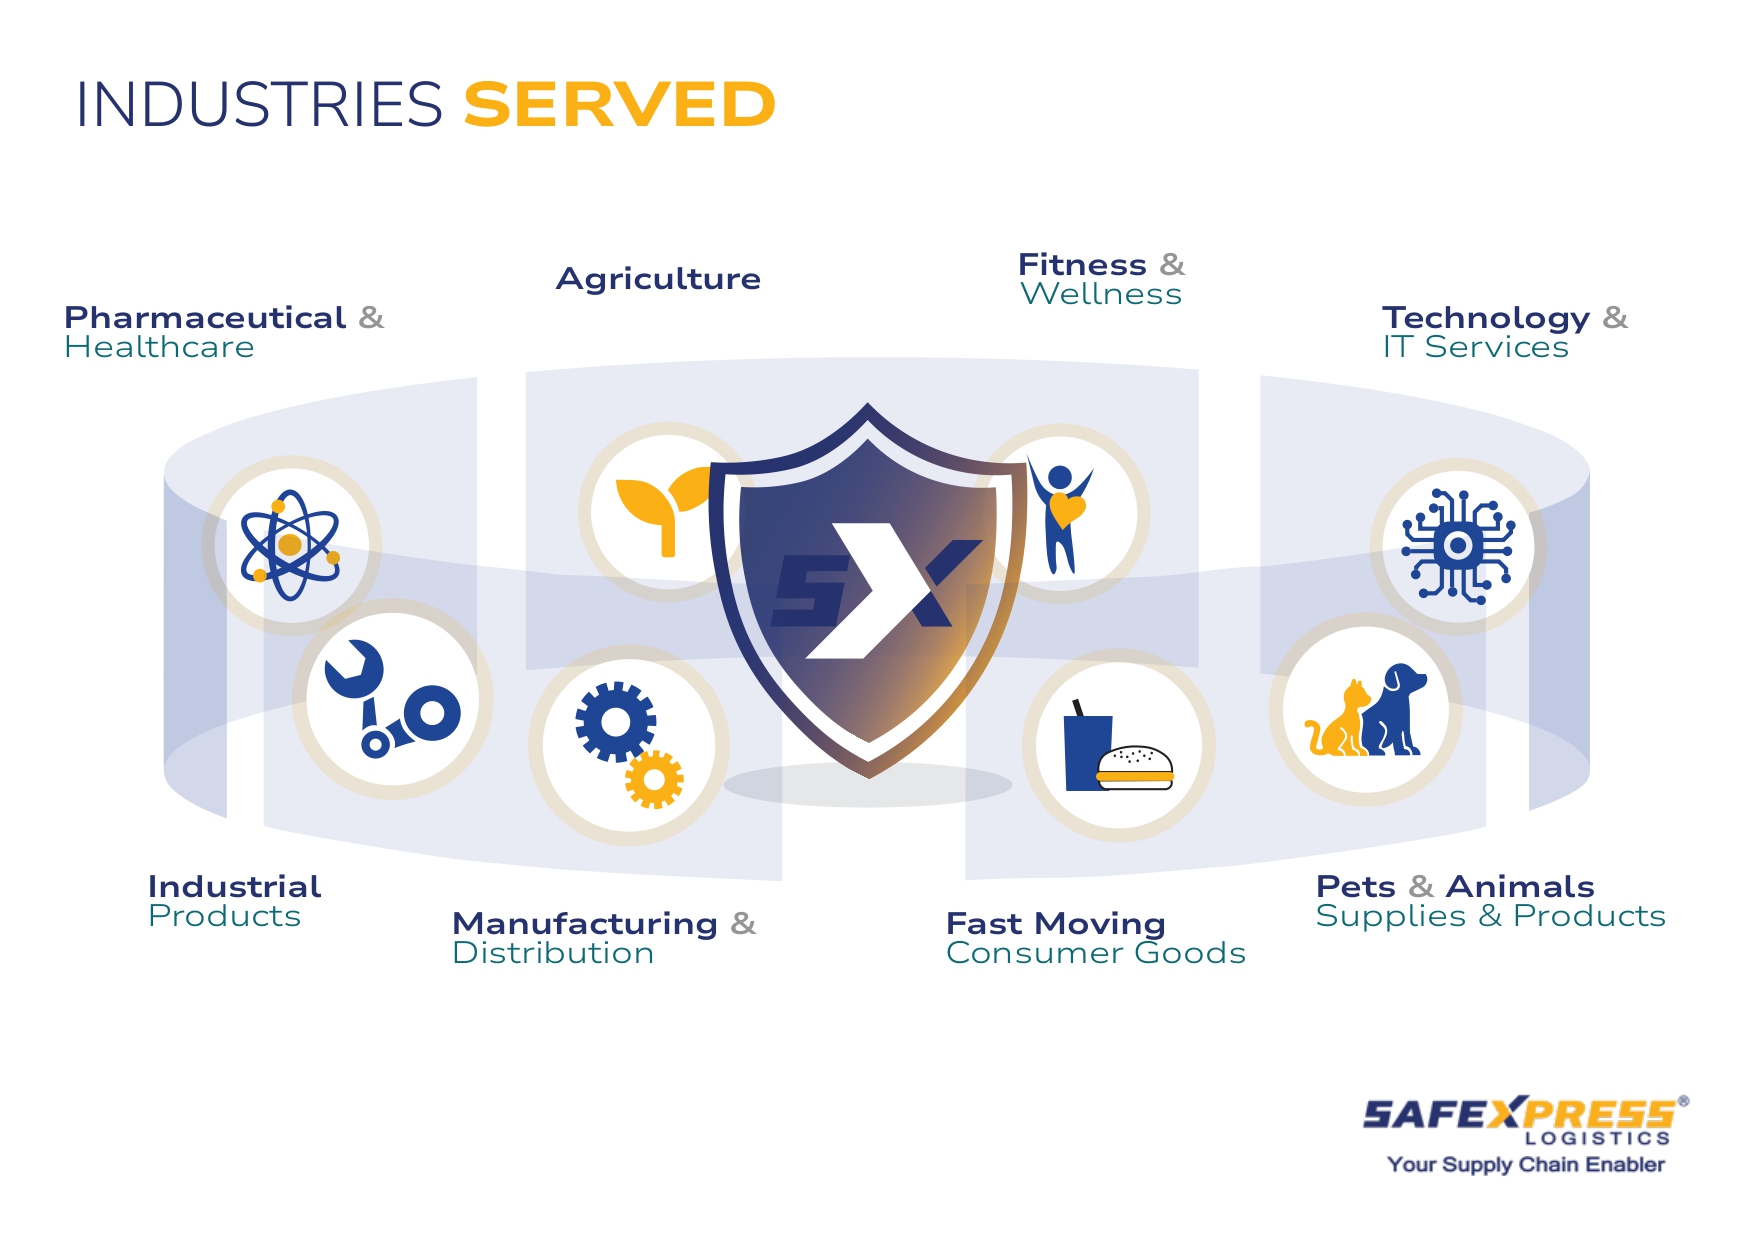 INDUSTRIES SERVED
Agriculture
Fitness &
Wellness
Pharmaceutical &
Healthcare
Technology &
IT Services
SX
Industrial
Products
Manufacturing &
Distribution
Fast Moving
Consumer Goods
Pets & Animals
Supplies & Products
SAFEXPRESS®
LOGISTICS
Your Supply Chain Enabler